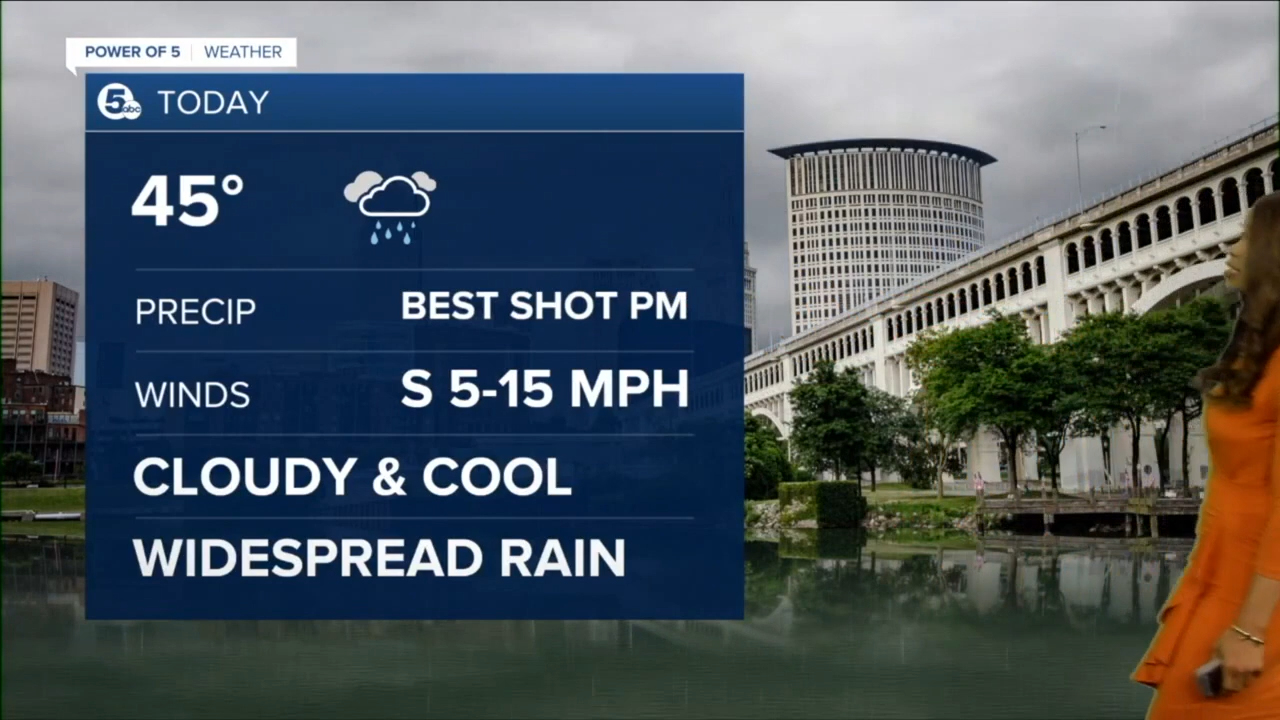 POWER OF 5 | WEATHER
5 abc TODAY
45°
PRECIP BEST SHOT PM
WINDS S 5-15 MPH
CLOUDY & COOL
WIDESPREAD RAIN